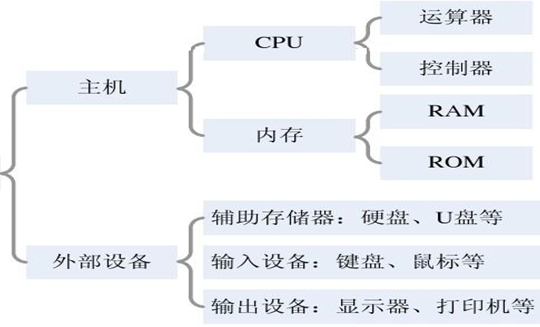 主机
CPU
运算器
控制器
内存
RAM
ROM
外部设备
辅助存储器：硬盘、U盘等
输入设备：键盘、鼠标等
输出设备：显示器、打印机等